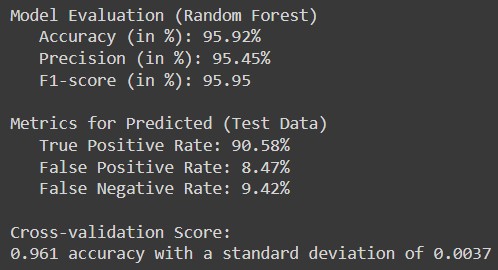 Model Evaluation (Random Forest)
Accuracy (in %): 95.92%
Precision (in %): 95.45%
F1-score (in %): 95.95
Metrics for Predicted (Test Data)
True Positive Rate: 90.58%
False Positive Rate: 8.47%
False Negative Rate: 9.42%
Cross-validation Score:
0.961 accuracy with a standard deviation of 0.0037